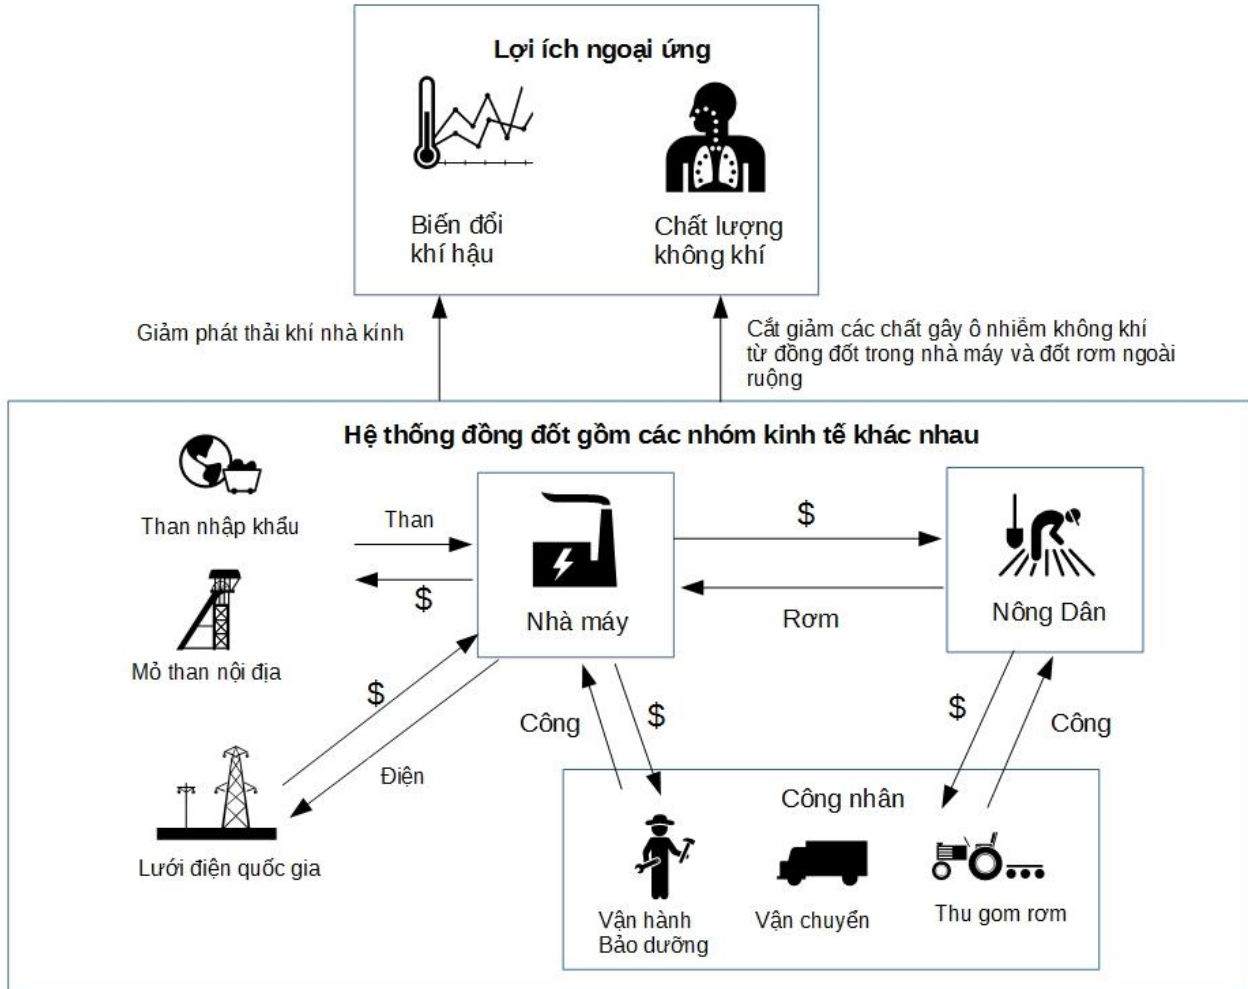 Lợi ích ngoại ứng
Biến đổi
khí hậu
Chất lượng
không khí
Giảm phát thải khí nhà kính
Cắt giảm các chất gây ô nhiễm không khí
từ đồng đốt trong nhà máy và đốt rơm ngoài
ruộng
Hệ thống đồng đốt gồm các nhóm kinh tế khác nhau
Than nhập khẩu
Than
$
Nhà máy
$
Rơm
Nông Dân
Mỏ than nội địa
$
Điện
Lưới điện quốc gia
Công
$
$
Công
Công nhân
Vận hành
Bảo dưỡng
Vận chuyển
Thu gom rơm